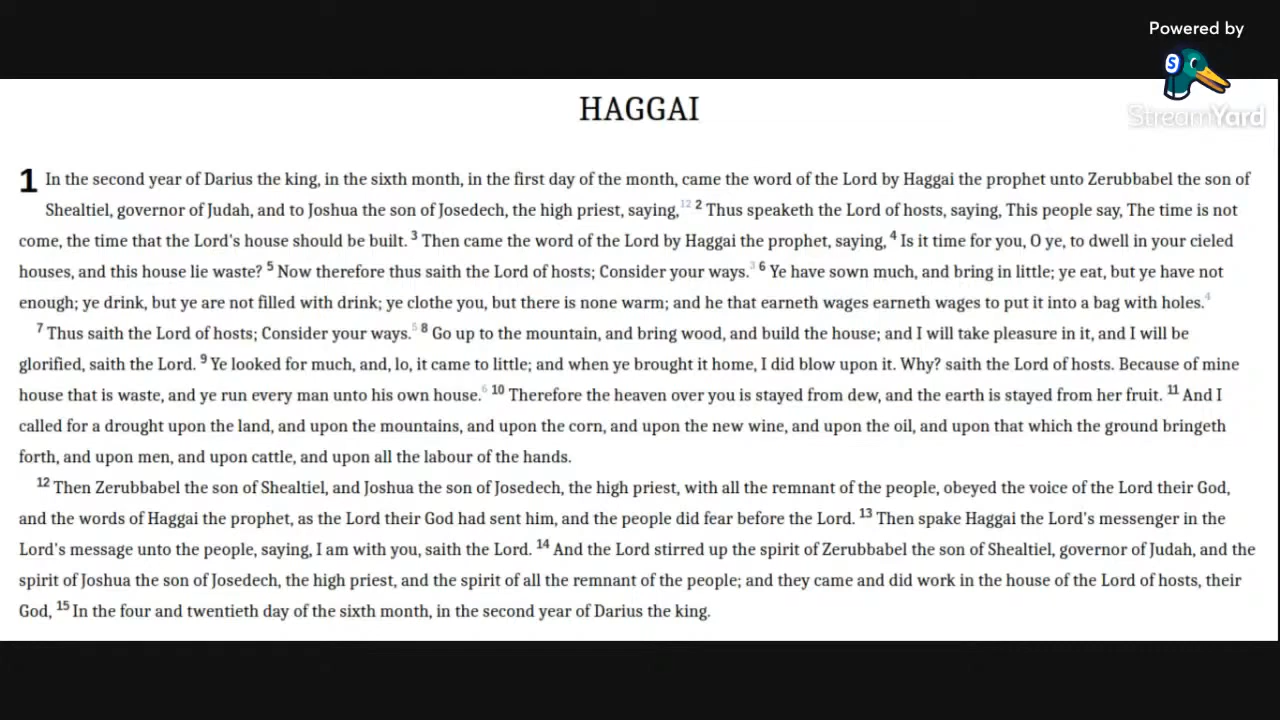 Powered by
S
StreamYard
HAGGAI
1 In the second year of Darius the king, in the sixth month, in the first day of the month, came the word of the Lord by Haggai the prophet unto Zerubbabel the son of
Shealtiel, governor of Judah, and to Joshua the son of Josedech, the high priest, saying,12 2 Thus speaketh the Lord of hosts, saying, This people say, The time is not
come, the time that the Lord's house should be built. 3 Then came the word of the Lord by Haggai the prophet, saying, 4 Is it time for you, O ye, to dwell in your cieled
houses, and this house lie waste? 5 Now therefore thus saith the Lord of hosts; Consider your ways.3 6 Ye have sown much, and bring in little; ye eat, but ye have not
enough; ye drink, but ye are not filled with drink; ye clothe you, but there is none warm; and he that earneth wages earneth wages to put it into a bag with holes.4
7 Thus saith the Lord of hosts; Consider your ways.5 8 Go up to the mountain, and bring wood, and build the house; and I will take pleasure in it, and I will be
glorified, saith the Lord. 9 Ye looked for much, and, lo, it came to little; and when ye brought it home, I did blow upon it. Why? saith the Lord of hosts. Because of mine
house that is waste, and ye run every man unto his own house.6 10 Therefore the heaven over you is stayed from dew, and the earth is stayed from her fruit. 11 And I
called for a drought upon the land, and upon the mountains, and upon the corn, and upon the new wine, and upon the oil, and upon that which the ground bringeth
forth, and upon men, and upon cattle, and upon all the labour of the hands.
12 Then Zerubbabel the son of Shealtiel, and Joshua the son of Josedech, the high priest, with all the remnant of the people, obeyed the voice of the Lord their God,
and the words of Haggai the prophet, as the Lord their God had sent him, and the people did fear before the Lord. 13 Then spake Haggai the Lord's messenger in the
Lord's message unto the people, saying, I am with you, saith the Lord. 14 And the Lord stirred up the spirit of Zerubbabel the son of Shealtiel, governor of Judah, and the
spirit of Joshua the son of Josedech, the high priest, and the spirit of all the remnant of the people; and they came and did work in the house of the Lord of hosts, their
God, 15 In the four and twentieth day of the sixth month, in the second year of Darius the king.